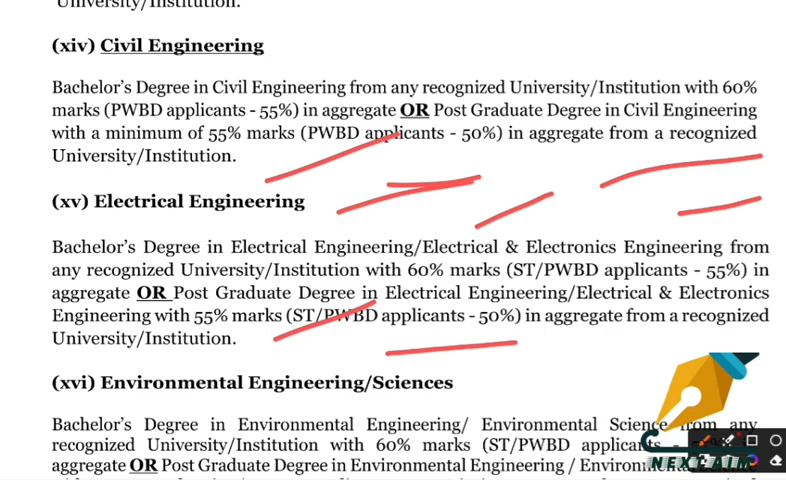 University/Institution.
(xiv) Civil Engineering
Bachelor's Degree in Civil Engineering from any recognized University/Institution with 60%
marks (PWBD applicants - 55%) in aggregate OR Post Graduate Degree in Civil Engineering
with a minimum of 55% marks (PWBD applicants - 50%) in aggregate from a recognized
University/Institution.
(xv) Electrical Engineering
Bachelor's Degree in Electrical Engineering/Electrical & Electronics Engineering from
any recognized University/Institution with 60% marks (ST/PWBD applicants - 55%) in
aggregate OR Post Graduate Degree in Electrical Engineering/Electrical & Electronics
Engineering with 55% marks (ST/PWBD applicants - 50%) in aggregate from a recognized
University/Institution.
(xvi) Environmental Engineering/Sciences
Bachelor's Degree in Environmental Engineering/ Environmental Science from any
recognized University/Institution with 60% marks (ST/PWBD applicants -
aggregate OR Post Graduate Degree in Environmental Engineering /
NEXT AIM